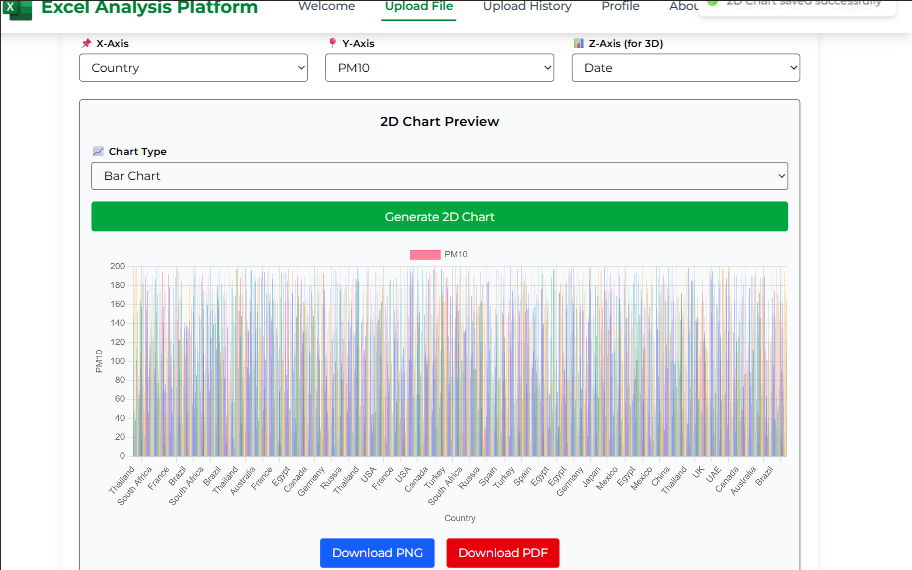 X
Excel Analysis Platform
Welcome
Upload File
Upload History
Profile
Abou
2D Chart saved successfully
X-Axis
Y-Axis
Z-Axis (for 3D)
Country
PM10
Date
2D Chart Preview
Chart Type
Bar Chart
Generate 2D Chart
PM10
200
180
160
140
120
100
80
60
40
20
0
PM10
Thailand
South Africa
France
Brazil
South Africa
Brazil
Thailand
Australia
France
Egypt
Canada
Germany
Russia
Thailand
USA
France
USA
Canada
Turkey
South Africa
Russia
Spain
Turkey
Spain
Egypt
Egypt
Germany
Japan
Mexico
Egypt
Mexico
China
Thailand
UK
UAE
Canada
Australia
Brazil
Country
Download PNG
Download PDF